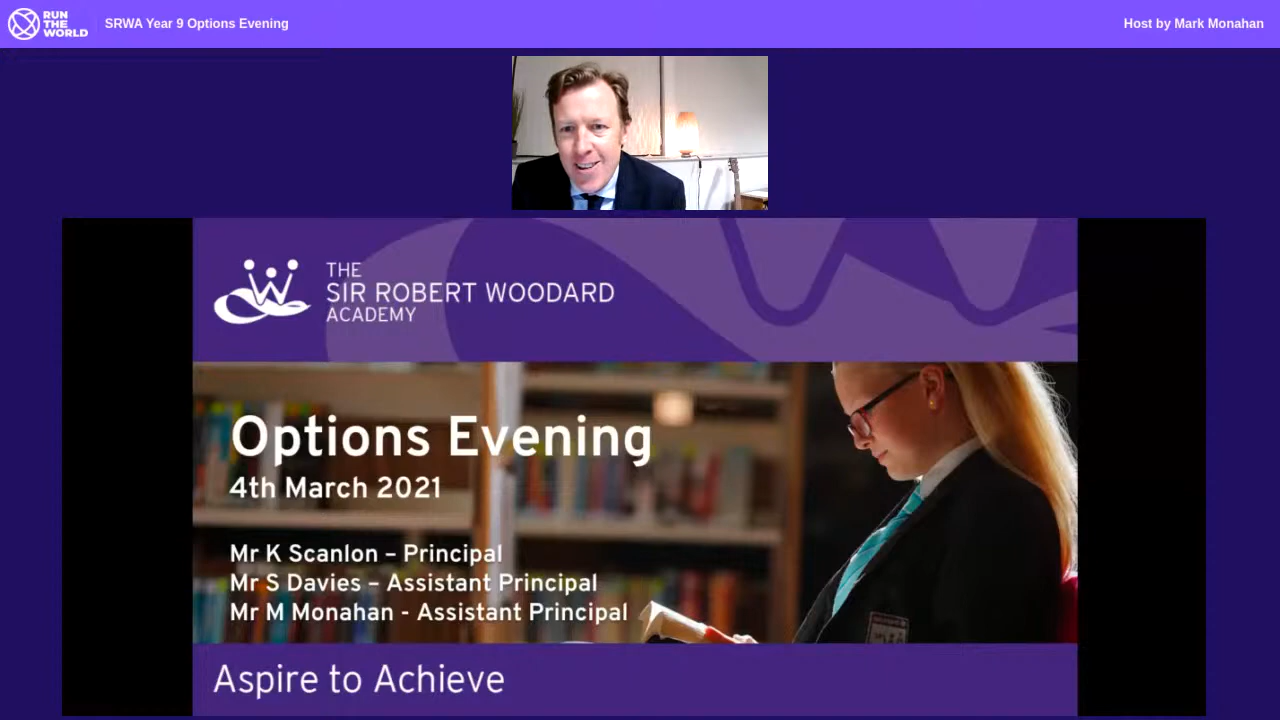 RUN
THE
WORLD
SRWA Year 9 Options Evening
Host by Mark Monahan
THE
SIR ROBERT WOODARD
ACADEMY
Options Evening
4th March 2021
Mr K Scanlon – Principal
Mr S Davies – Assistant Principal
Mr M Monahan - Assistant Principal
Aspire to Achieve